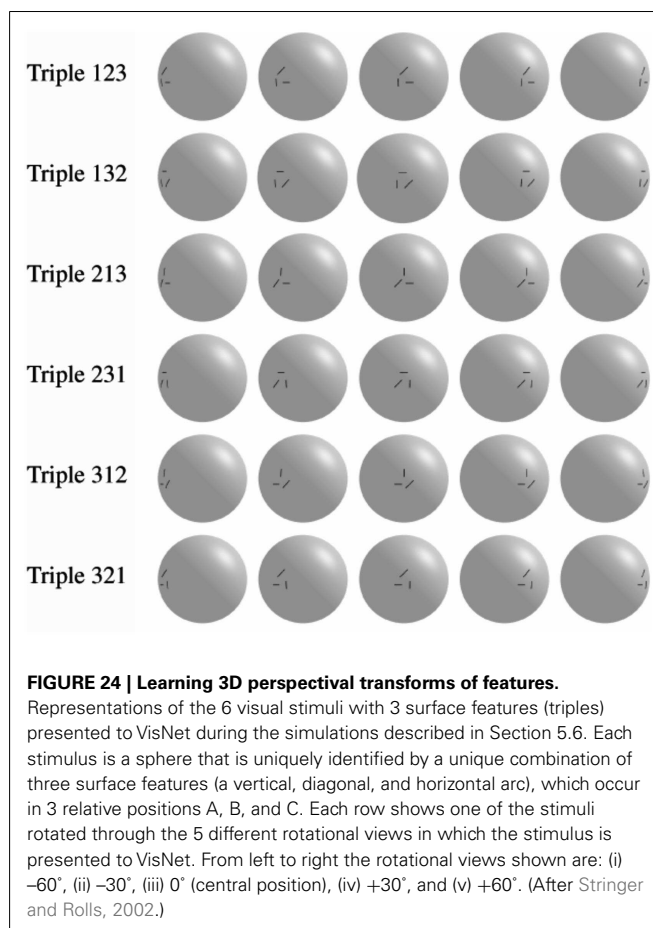 Triple 123
Triple 132
Triple 213
Triple 231
Triple 312
Triple 321
FIGURE 24 | Learning 3D perspectival transforms of features.
Representations of the 6 visual stimuli with 3 surface features (triples)
presented to VisNet during the simulations described in Section 5.6. Each
stimulus is a sphere that is uniquely identified by a unique combination of
three surface features (a vertical, diagonal, and horizontal arc), which occur
in 3 relative positions A, B, and C. Each row shows one of the stimuli
rotated through the 5 different rotational views in which the stimulus is
presented to VisNet. From left to right the rotational views shown are: (i)
–60°, (ii) –30°, (iii) 0° (central position), (iv) +30°, and (v) +60°. (After Stringer
and Rolls, 2002.)